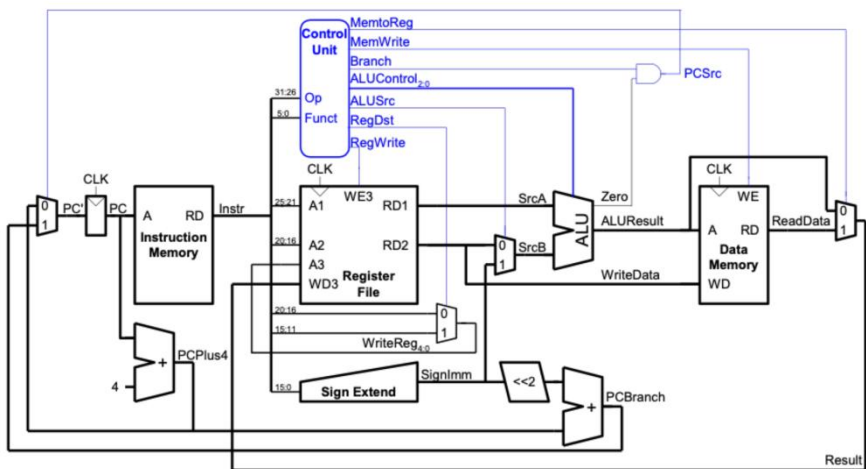 MemtoReg
Control
Unit
MemWrite
Branch
ALUControl2:0
PCSrc
31:26
Op
ALUSrc
5:0
Funct
RegDst
RegWrite
CLK
CLK
CLK
0
1
PC'
PC
A
RD
Instr
Instruction
Memory
25:21
A1
WE3
RD1
SrcA
Zero
WE
20:16
A2
RD2
0
1
SrcB
ALU
ALUResult
A
RD
ReadData
0
1
A3
WD3
Register
File
WriteData
Data
Memory
WD
20:16
0
15:11
1
WriteReg4:0
PCPlus4
+
4
15:0
Sign Extend
SignImm
<<2
+
PCBranch
Result